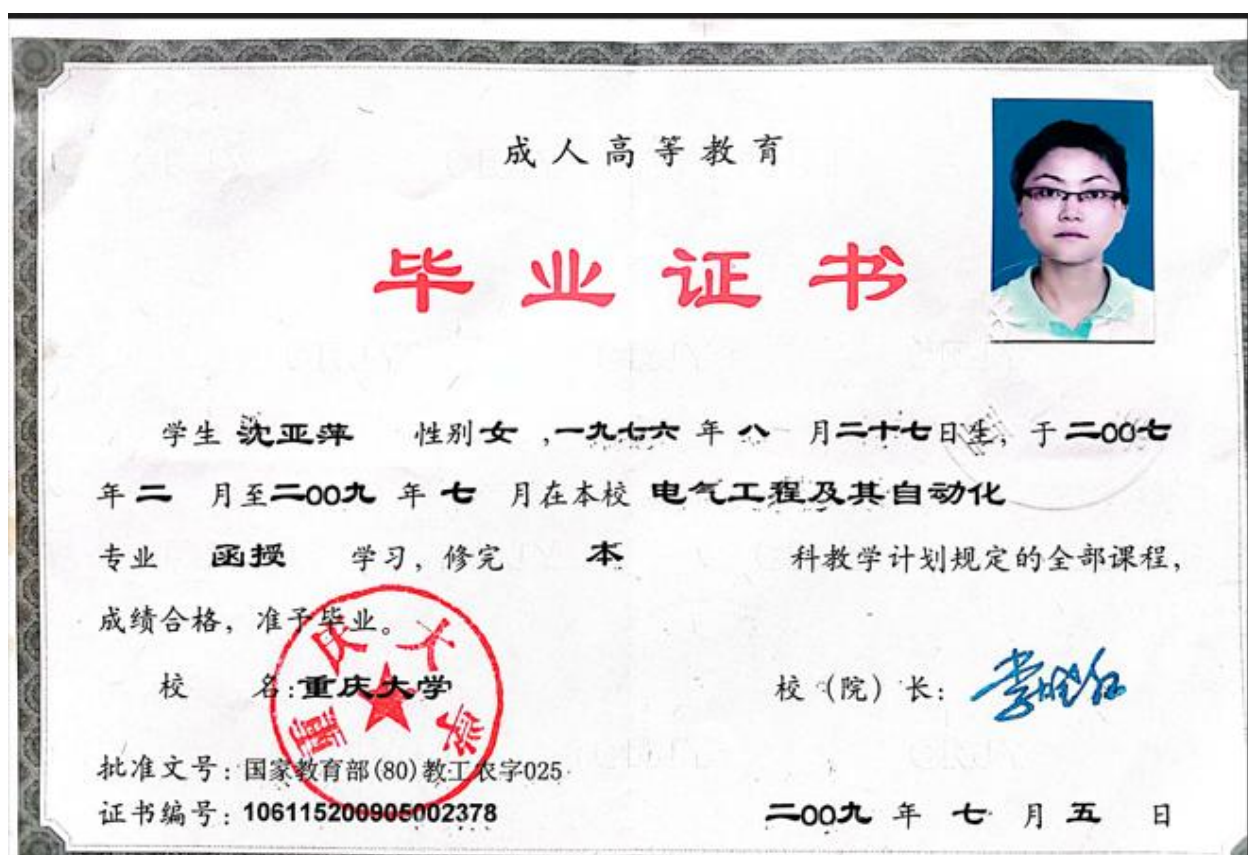 成人高等教育
毕业证书
学生 沈亚萍 性别 女 ,一九七六 年 八 月二十七日生, 于 二00七
年 二 月至二00九 年 七 月在本校 电气工程及其自动化
专业 函授 学习, 修完 本 科教学计划规定的全部课程,
成绩合格, 准予毕业。
校 名:重庆大学 校 (院) 长:
重庆大学
批准文号: 国家教育部(80)教工农字025
证书编号: 106115200905002378 二00九 年 七 月 五 日